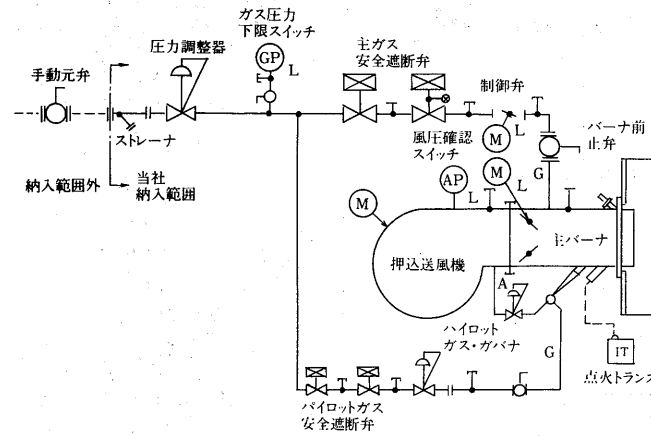 ガス圧力
下限スイッチ
圧力調整器
GP
L
主ガス
安全遮断弁
手動元弁
制御弁
ストレーナ
L
M
風圧確認
スイッチ
バーナ前
止弁
納入範囲外
当社
納入範囲
M
AP
L
M
L
G
主バーナ
押込送風機
A
ハイロット
ガス・ガバナ
G
IT
点火トランス
パイロットガス
安全遮断弁